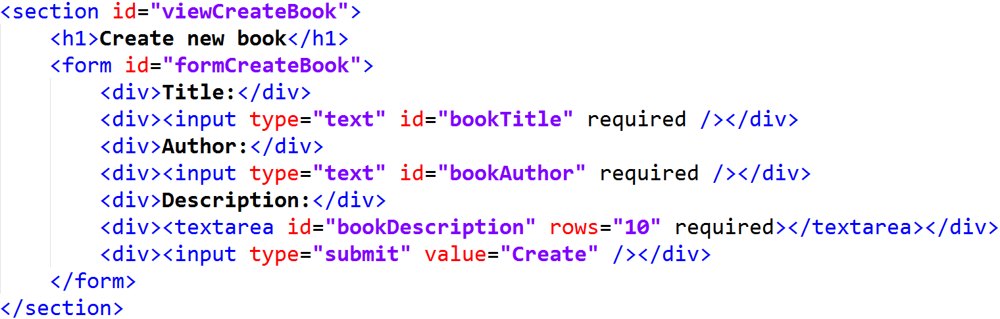 <section id="viewCreateBook">
    <h1>Create new book</h1>
    <form id="formCreateBook">
        <div>Title:</div>
        <div><input type="text" id="bookTitle" required /></div>
        <div>Author:</div>
        <div><input type="text" id="bookAuthor" required /></div>
        <div>Description:</div>
        <div><textarea id="bookDescription" rows="10" required></textarea></div>
        <div><input type="submit" value="Create" /></div>
    </form>
</section>